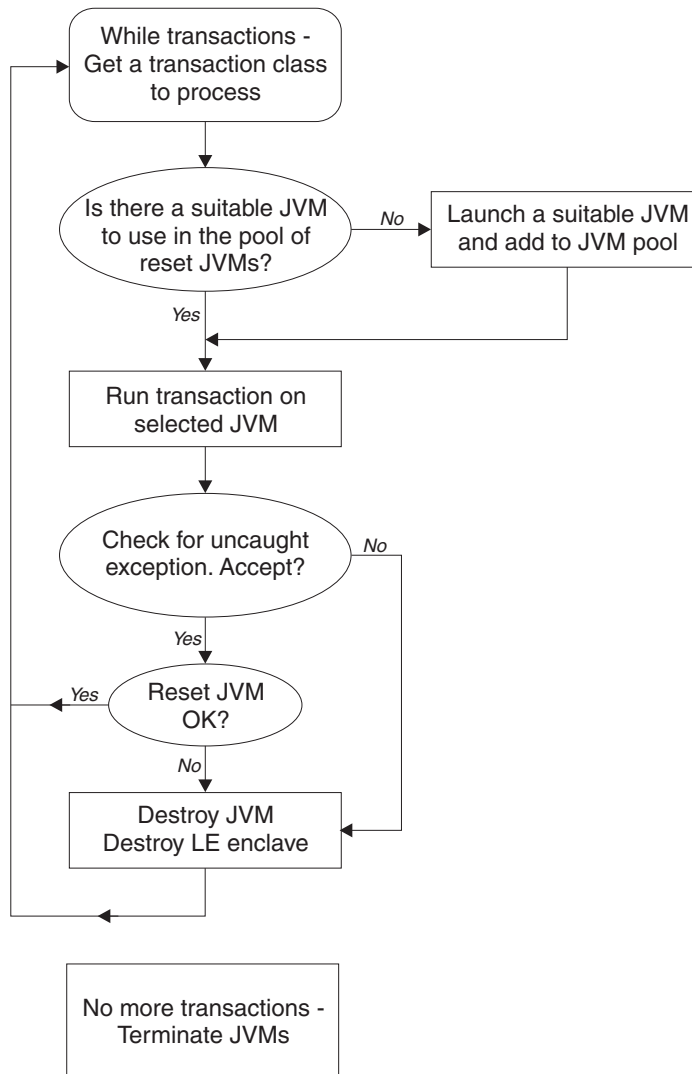 While transactions -
Get a transaction class
to process
Is there a suitable JVM
to use in the pool of
reset JVMs?
No
Launch a suitable JVM
and add to JVM pool
Yes
Run transaction on
selected JVM
Check for uncaught
exception. Accept?
No
Yes
Reset JVM
OK?
Yes
No
Destroy JVM
Destroy LE enclave
No more transactions -
Terminate JVMs